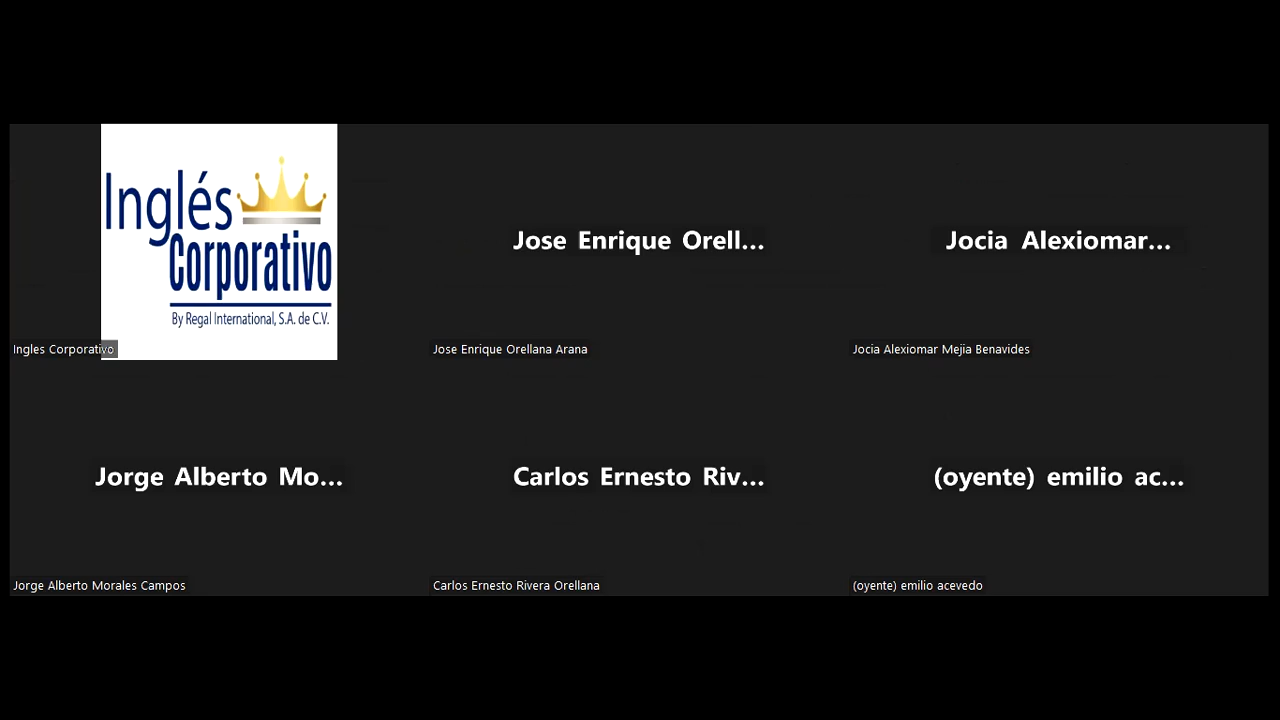 Inglés
Corporativo
By Regal International, S.A. de C.V.
Ingles Corporativo
Jose Enrique Orell...
Jose Enrique Orellana Arana
Jocia Alexiomar...
Jocia Alexiomar Mejia Benavides
Jorge Alberto Mo...
Jorge Alberto Morales Campos
Carlos Ernesto Riv...
Carlos Ernesto Rivera Orellana
(oyente) emilio ac...
(oyente) emilio acevedo